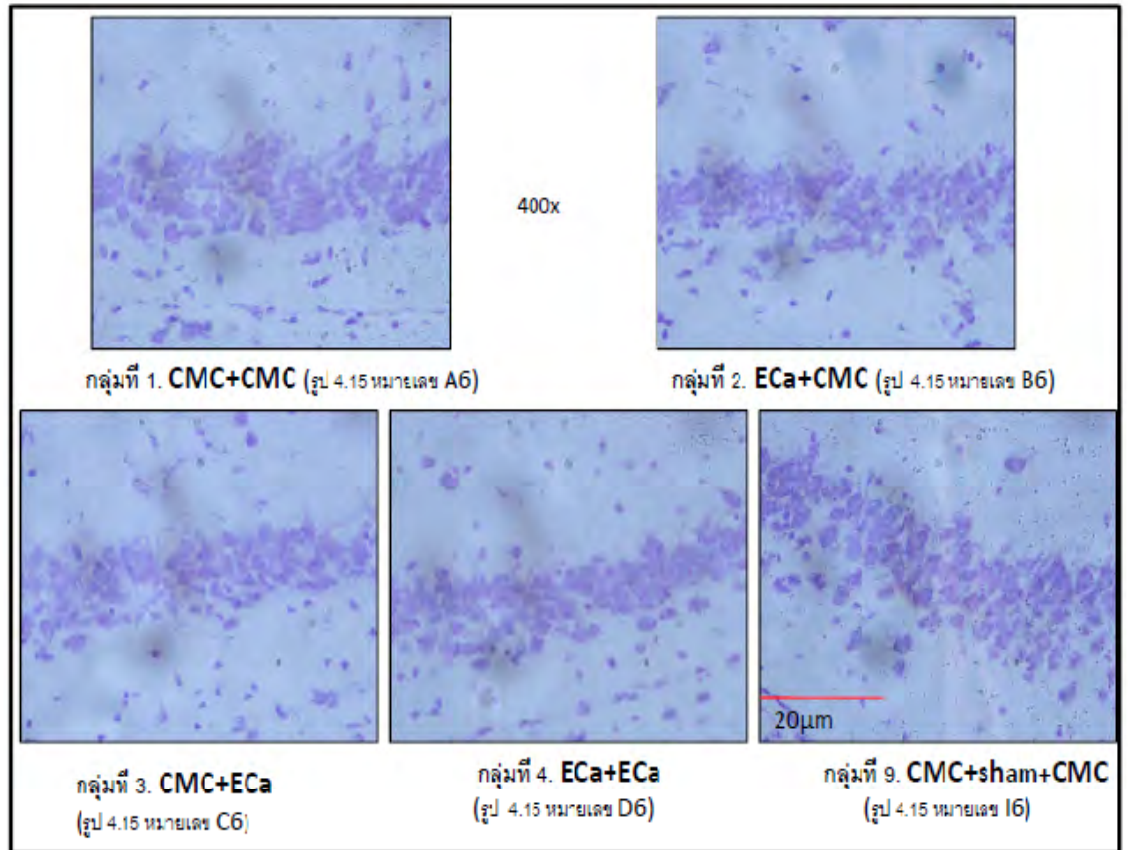 400x
กลุ่มที่ 1. CMC+CMC (รูป 4.15 หมายเลข A6)
กลุ่มที่ 2. ECa+CMC (รูป 4.15 หมายเลข B6)
20µm
กลุ่มที่ 3. CMC+ECa
(รูป 4.15 หมายเลข C6)
กลุ่มที่ 4. ECa+ECa
(รูป 4.15 หมายเลข D6)
กลุ่มที่ 9. CMC+sham+CMC
(รูป 4.15 หมายเลข I6)